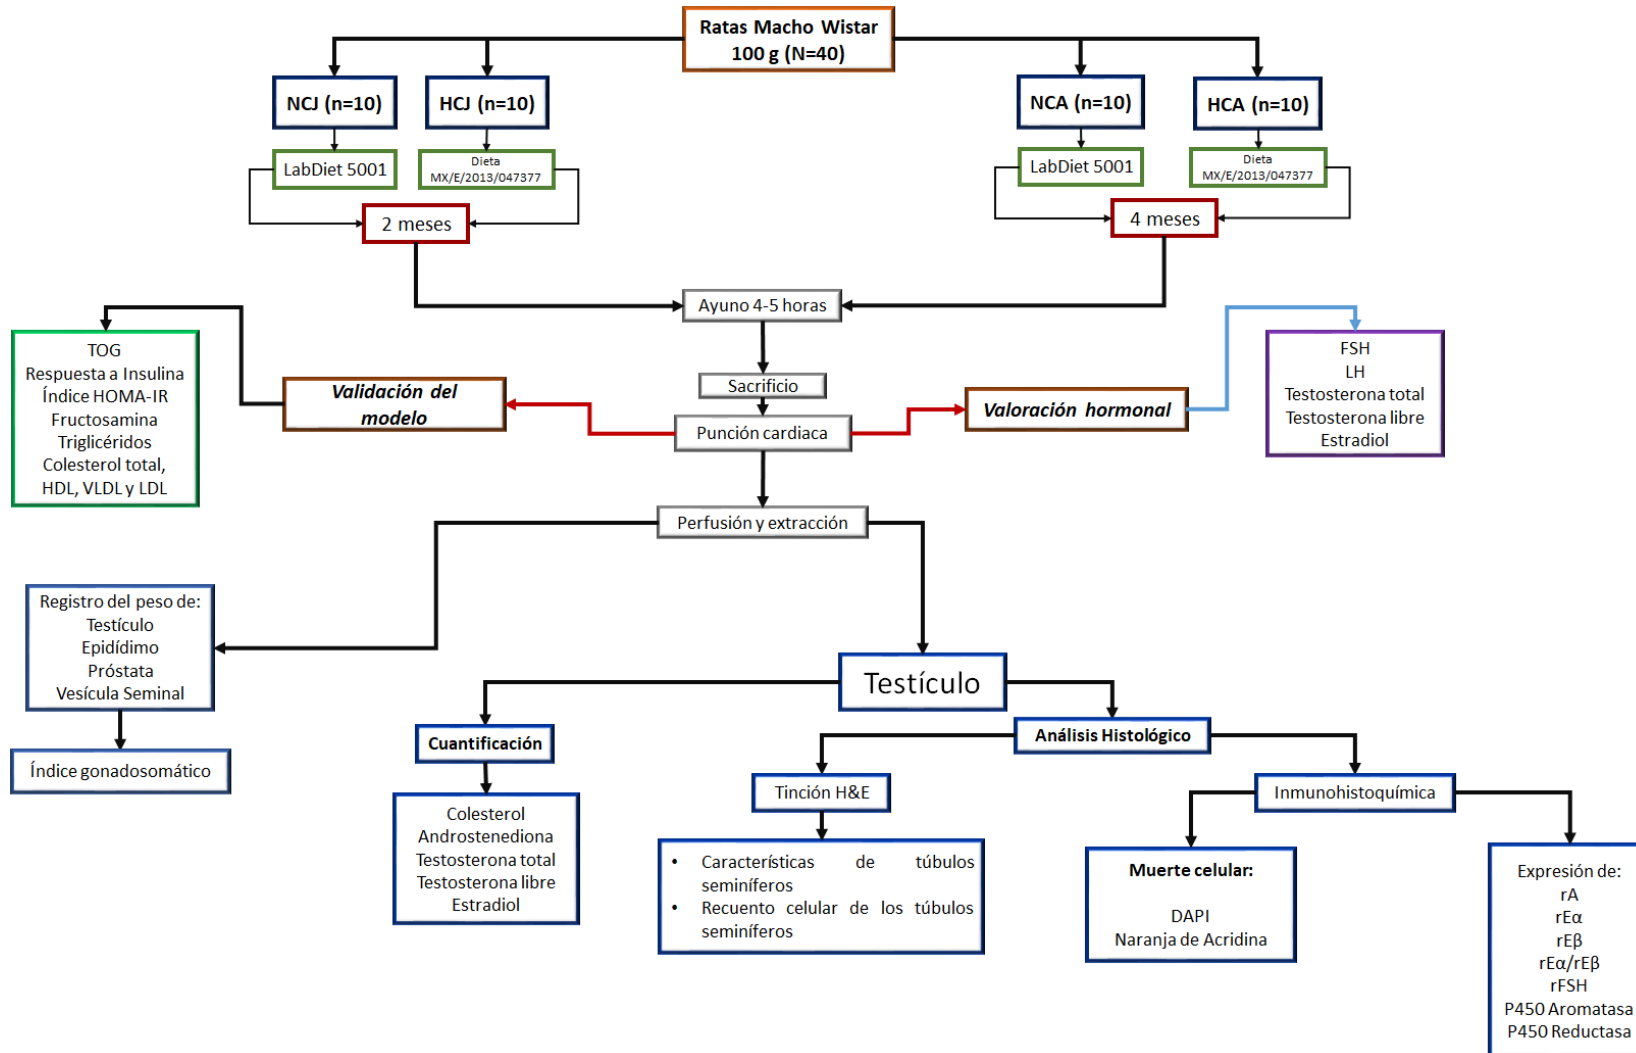 Ratas Macho Wistar
100 g (N=40)
NCJ (n=10)
HCJ (n=10)
NCA (n=10)
HCA (n=10)
LabDiet 5001
Dieta
MX/E/2013/047377
LabDiet 5001
Dieta
MX/E/2013/047377
2 meses
4 meses
Ayuno 4-5 horas
Sacrificio
Punción cardiaca
Validación del
modelo
Valoración hormonal
TOG
Respuesta a Insulina
Índice HOMA-IR
Fructosamina
Triglicéridos
Colesterol total,
HDL, VLDL y LDL
FSH
LH
Testosterona total
Testosterona libre
Estradiol
Perfusión y extracción
Registro del peso de:
Testículo
Epidídimo
Próstata
Vesícula Seminal
Índice gonadosomático
Testículo
Cuantificación
Análisis Histológico
Colesterol
Androstenediona
Testosterona total
Testosterona libre
Estradiol
Tinción H&E
• Características de túbulos
seminíferos
• Recuento celular de los túbulos
seminíferos
Inmunohistoquímica
Muerte celular:
DAPI
Naranja de Acridina
Expresión de:
rA
rEα
rEβ
rEα/rEβ
rFSH
P450 Aromatasa
P450 Reductasa